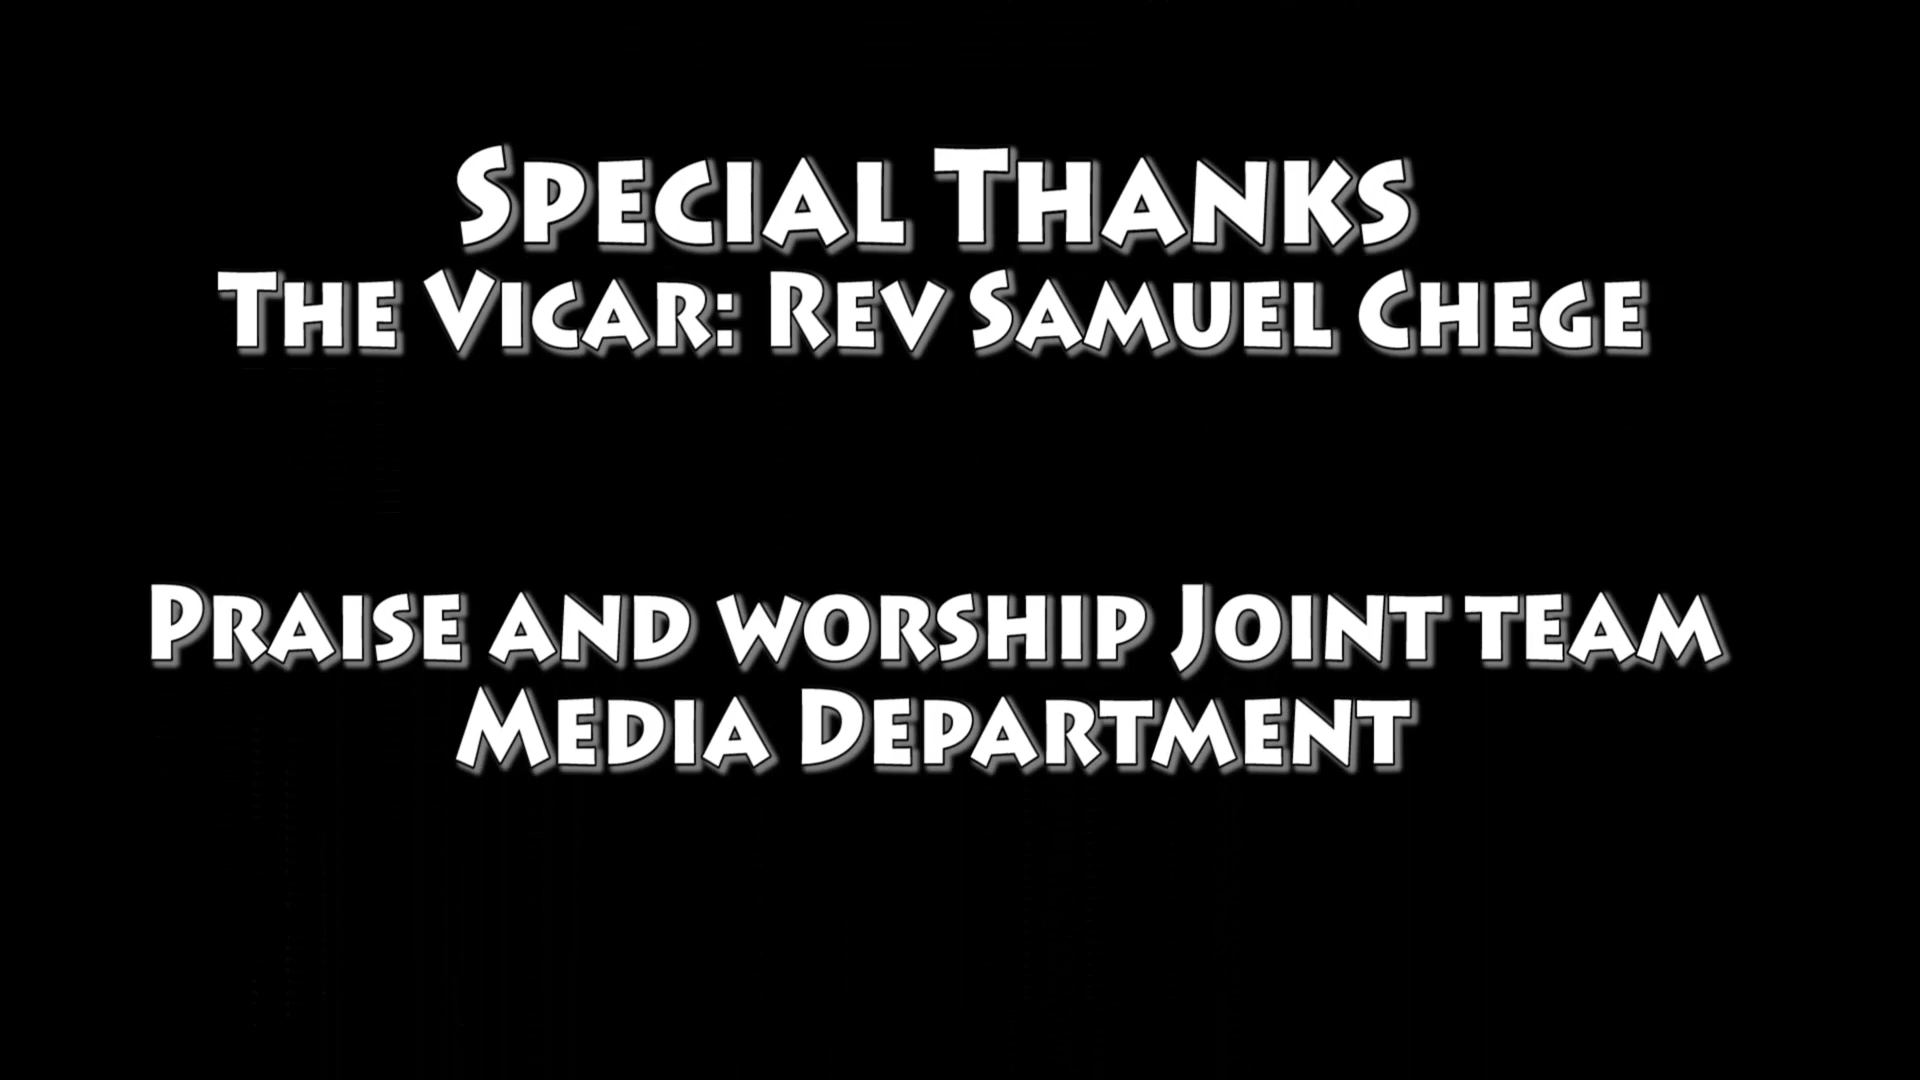 Special Thanks
The Vicar: Rev Samuel Chege
Praise and worship Joint team
Media Department